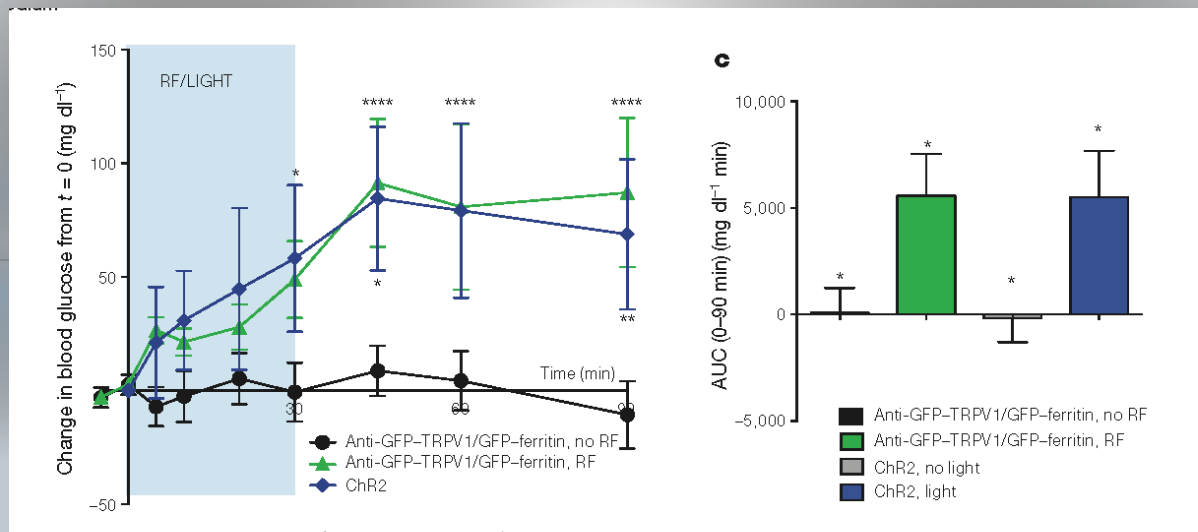 150
100
50
-50
Change in blood glucose from t = 0 (mg dl⁻¹)
RF/LIGHT
*
**** **** ****
*
**
Time (min)
30 60 90
Anti-GFP–TRPV1/GFP–ferritin, no RF
Anti-GFP–TRPV1/GFP–ferritin, RF
ChR2
c
10,000
5,000
0
–5,000
AUC (0–90 min) (mg dl⁻¹ min)
* * * *
Anti-GFP–TRPV1/GFP–ferritin, no RF
Anti-GFP–TRPV1/GFP–ferritin, RF
ChR2, no light
ChR2, light